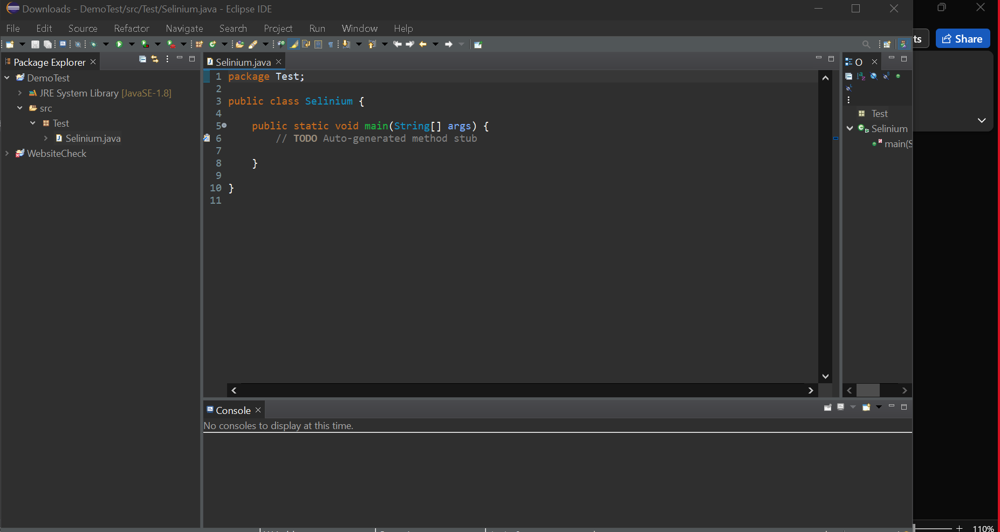 Downloads - DemoTest/src/Test/Selinium.java - Eclipse IDE
File Edit Source Refactor Navigate Search Project Run Window Help
ts Share
Package Explorer
DemoTest
JRE System Library [JavaSE-1.8]
src
Test
Selinium.java
WebsiteCheck
Selinium.java
1 package Test;
2
3 public class Selinium {
4
5 public static void main(String[] args) {
6 // TODO Auto-generated method stub
7
8 }
9
10 }
11
O
Test
Selinium
main(S
Console
No consoles to display at this time.
110%